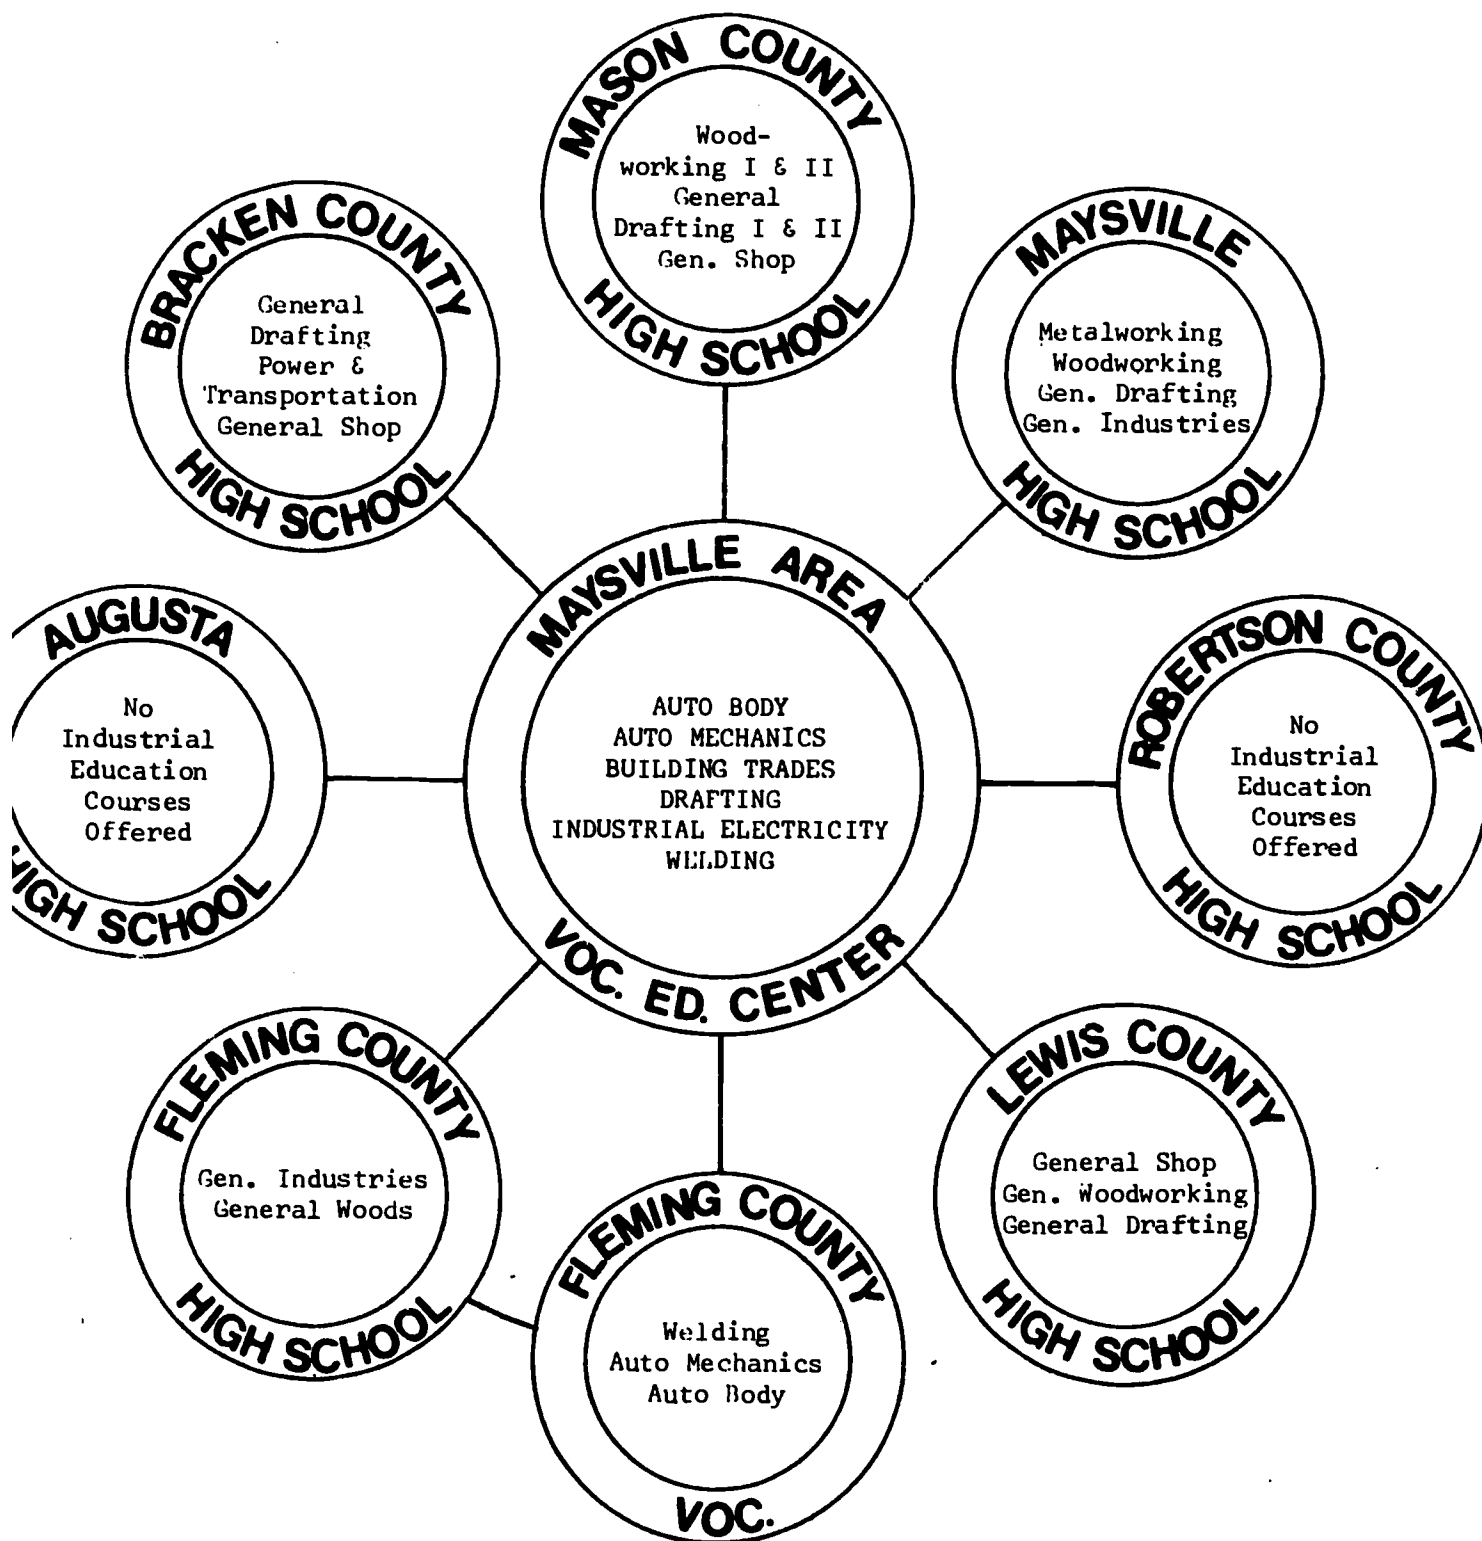 MASON COUNTY
Wood-
working I & II
General
Drafting I & II
Gen. Shop
HIGH SCHOOL
BRACKEN COUNTY
General
Drafting
Power &
Transportation
General Shop
HIGH SCHOOL
MAYSVILLE
Metalworking
Woodworking
Gen. Drafting
Gen. Industries
HIGH SCHOOL
AUGUSTA
No
Industrial
Education
Courses
Offered
HIGH SCHOOL
MAYSVILLE AREA
AUTO BODY
AUTO MECHANICS
BUILDING TRADES
DRAFTING
INDUSTRIAL ELECTRICITY
WELDING
VOC. ED. CENTER
ROBERTSON COUNTY
No
Industrial
Education
Courses
Offered
HIGH SCHOOL
FLEMING COUNTY
Gen. Industries
General Woods
HIGH SCHOOL
FLEMING COUNTY
Welding
Auto Mechanics
Auto Body
VOC.
LEWIS COUNTY
General Shop
Gen. Woodworking
General Drafting
HIGH SCHOOL